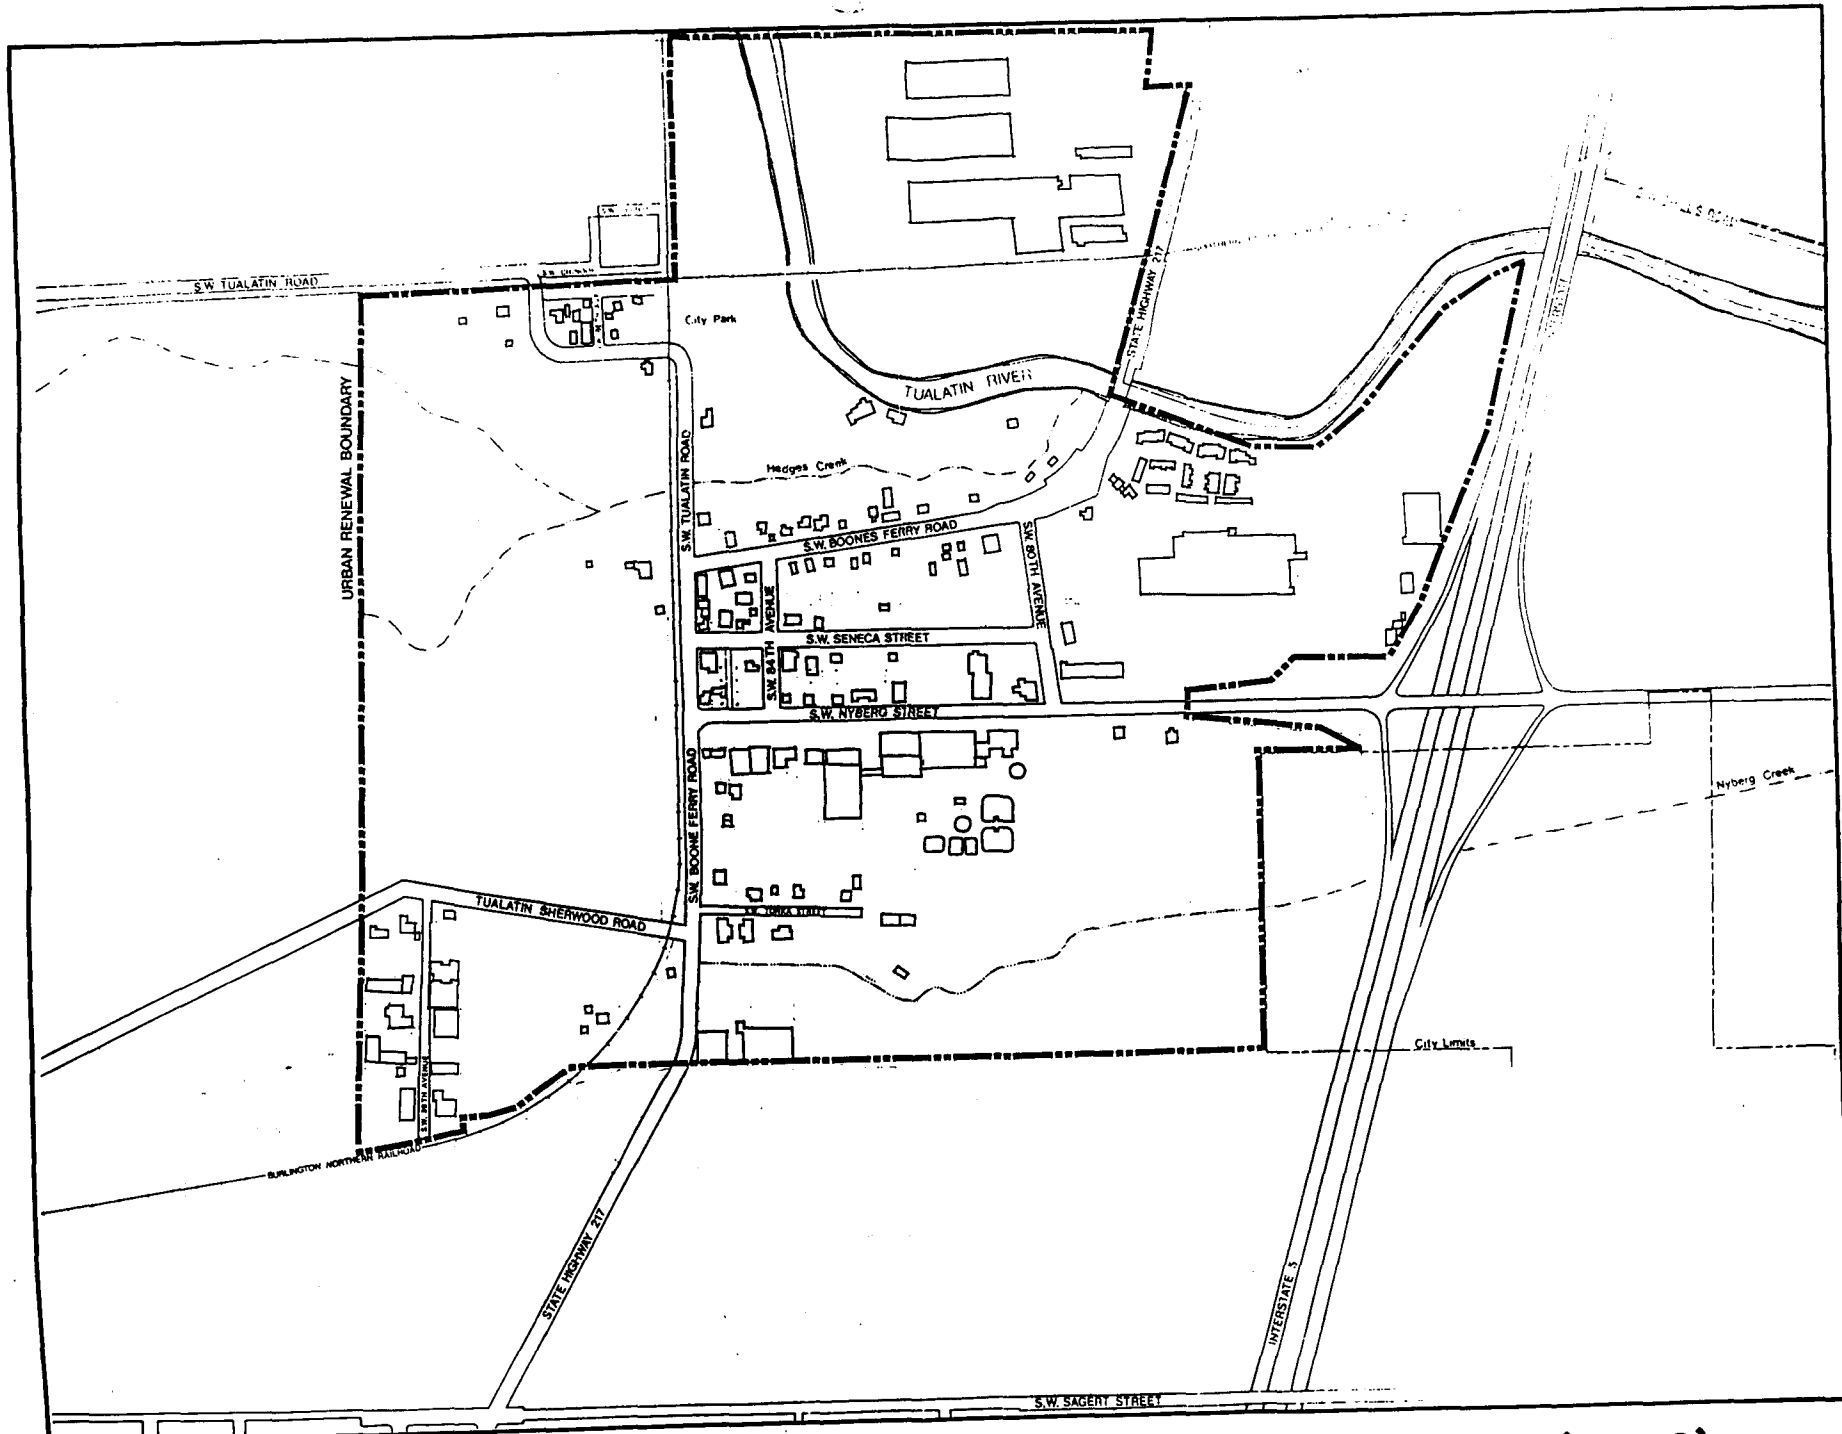 S.W. TUALATIN ROAD
City Park
STATE HIGHWAY 217
TUALATIN RIVER
URBAN RENEWAL BOUNDARY
S.W. TUALATIN ROAD
Hedges Creek
S.W. BOONES FERRY ROAD
S.W. 80TH AVENUE
S.W. 84TH AVENUE
S.W. SENECA STREET
S.W. NYBERG STREET
S.W. BOONE FERRY ROAD
Nyberg Creek
TUALATIN SHERWOOD ROAD
S.W. TONKA STREET
City Limits
BURLINGTON NORTHERN RAILROAD
STATE HIGHWAY 217
INTERSTATE 5
S.W. SAGERT STREET